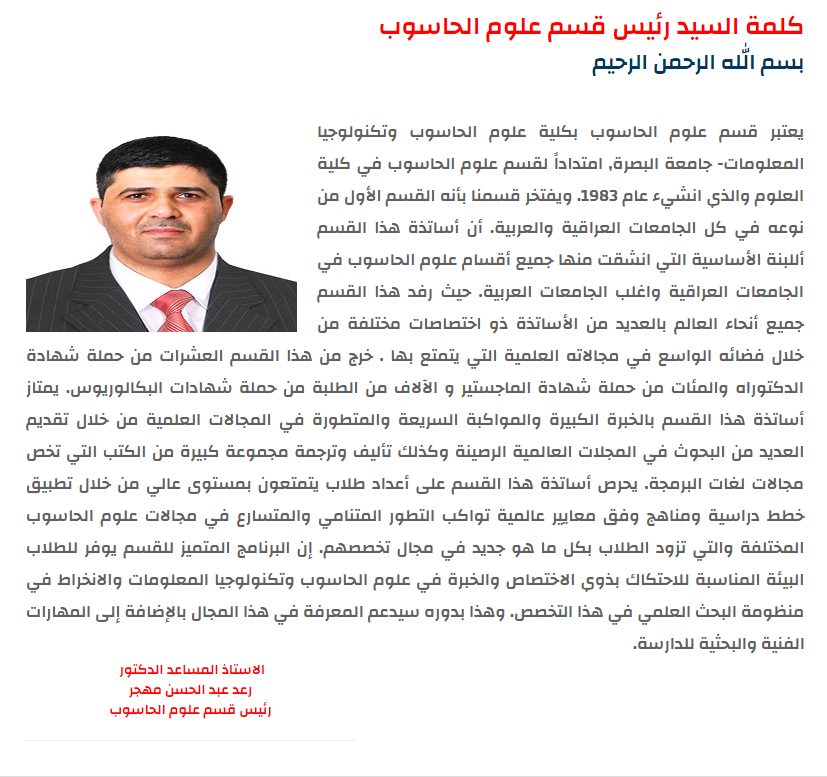 كلمة السيد رئيس قسم علوم الحاسوب
بسم الله الرحمن الرحيم
يعتبر قسم علوم الحاسوب بكلية علوم الحاسوب وتكنولوجيا
المعلومات- جامعة البصرة, امتداداً لقسم علوم الحاسوب في كلية
العلوم والذي انشيء عام 1983. ويفتخر قسمنا بأنه القسم الأول من
نوعه في كل الجامعات العراقية والعربية. أن أساتذة هذا القسم
أللبنة الأساسية التي انشقت منها جميع أقسام علوم الحاسوب في
الجامعات العراقية واغلب الجامعات العربية. حيث رفد هذا القسم
جميع أنحاء العالم بالعديد من الأساتذة ذو اختصاصات مختلفة من
خلال فضائه الواسع في مجالاته العلمية التي يتمتع بها . خرج من هذا القسم العشرات من حملة شهادة
الدكتوراه والمئات من حملة شهادة الماجستير و الآلاف من الطلبة من حملة شهادات البكالوريوس. يمتاز
أساتذة هذا القسم بالخبرة الكبيرة والمواكبة السريعة والمتطورة في المجالات العلمية من خلال تقديم
العديد من البحوث في المجلات العالمية الرصينة وكذلك تأليف وترجمة مجموعة كبيرة من الكتب التي تخص
مجالات لغات البرمجة. يحرص أساتذة هذا القسم على أعداد طلاب يتمتعون بمستوى عالي من خلال تطبيق
خطط دراسية ومناهج وفق معايير عالمية تواكب التطور المتنامي والمتسارع في مجالات علوم الحاسوب
المختلفة والتي تزود الطلاب بكل ما هو جديد في مجال تخصصهم. إن البرنامج المتميز للقسم يوفر للطلاب
البيئة المناسبة للاحتكاك بذوي الاختصاص والخبرة في علوم الحاسوب وتكنولوجيا المعلومات والانخراط في
منظومة البحث العلمي في هذا التخصص. وهذا بدوره سيدعم المعرفة في هذا المجال بالإضافة إلى المهارات
الفنية والبحثية للدارسة.
الاستاذ المساعد الدكتور
رعد عبد الحسن مهجر
رئيس قسم علوم الحاسوب